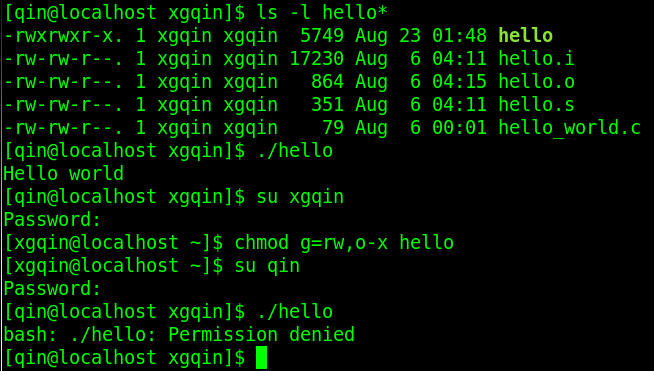 [qin@localhost xgqin]$ ls -l hello*
-rwxrwxr-x. 1 xgqin xgqin  5749 Aug 23 01:48 hello
-rw-rw-r--. 1 xgqin xgqin 17230 Aug  6 04:11 hello.i
-rw-rw-r--. 1 xgqin xgqin   864 Aug  6 04:15 hello.o
-rw-rw-r--. 1 xgqin xgqin   351 Aug  6 04:11 hello.s
-rw-rw-r--. 1 xgqin xgqin    79 Aug  6 00:01 hello_world.c
[qin@localhost xgqin]$ ./hello
Hello world
[qin@localhost xgqin]$ su xgqin
Password:
[xgqin@localhost ~]$ chmod g=rw,o-x hello
[xgqin@localhost ~]$ su qin
Password:
[qin@localhost xgqin]$ ./hello
bash: ./hello: Permission denied
[qin@localhost xgqin]$